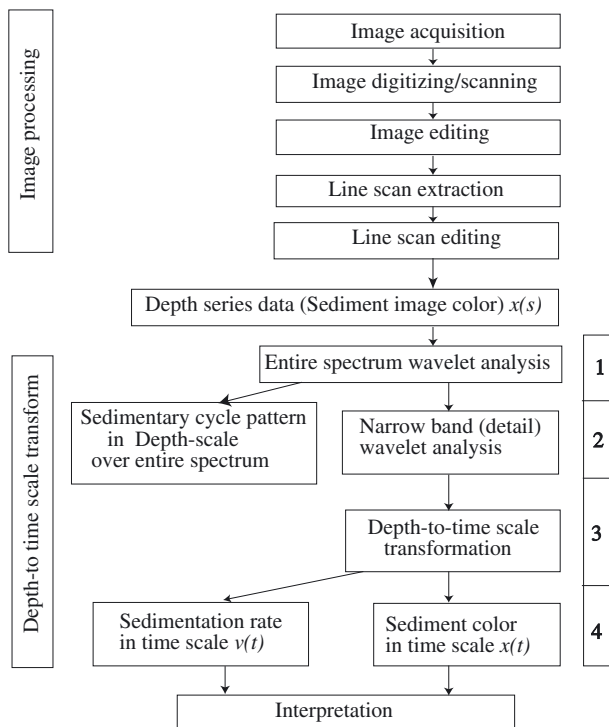 Image processing
Image acquisition
Image digitizing/scanning
Image editing
Line scan extraction
Line scan editing
Depth series data (Sediment image color) x(s)
Depth-to time scale transform
Entire spectrum wavelet analysis
1
Sedimentary cycle pattern
in Depth-scale
over entire spectrum
Narrow band (detail)
wavelet analysis
2
Depth-to-time scale
transformation
3
Sedimentation rate
in time scale v(t)
Sediment color
in time scale x(t)
4
Interpretation